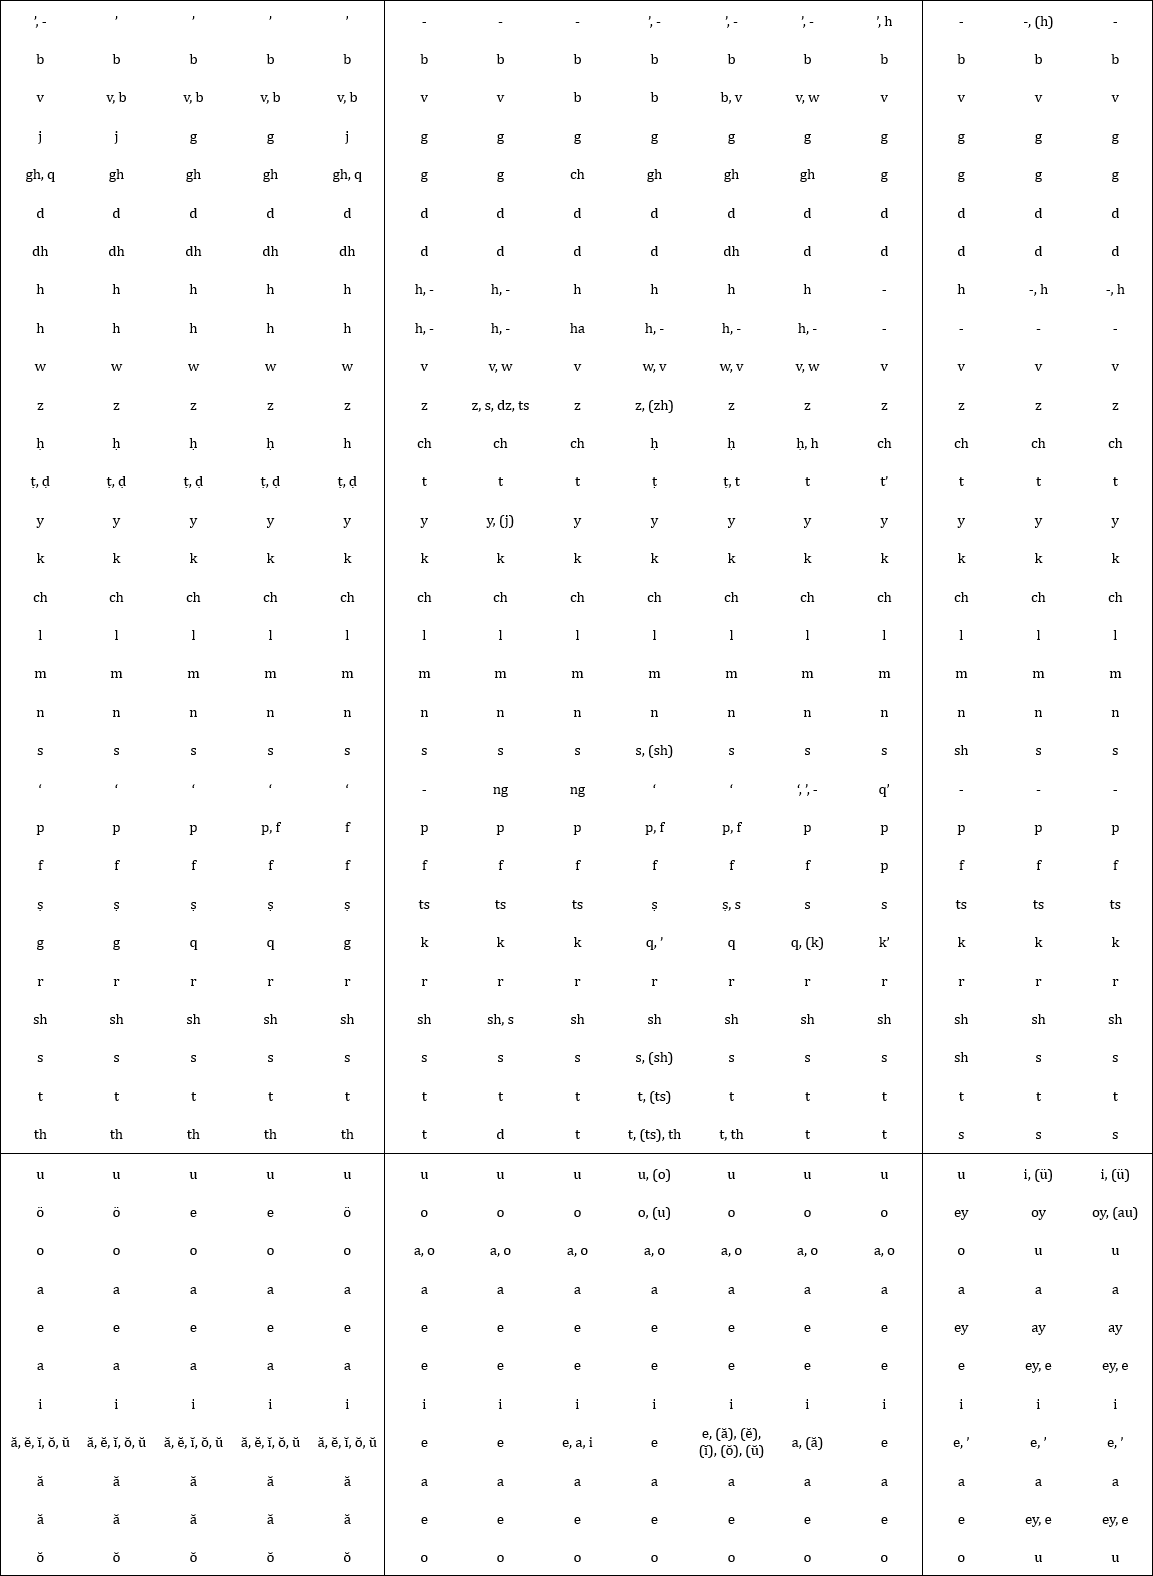 ʼ, - ʼ ʼ ʼ ʼ - - - ʼ, - ʼ, - ʼ, - ʼ, h - -, (h) -
b b b b b b b b b b b b b b b
v v, b v, b v, b v, b v v b b b, v v, w v v v v
j j g g j g g g g g g g g g g
gh, q gh gh gh gh, q g g ch gh gh gh g g g g
d d d d d d d d d d d d d d d
dh dh dh dh dh d d d d dh d d d d d
h h h h h h, - h, - h h h h - h -, h -, h
h h h h h h, - h, - ha h, - h, - h, - - - - -
w w w w w v v, w v w, v w, v v, w v v v v
z z z z z z z, s, dz, ts z z, (zh) z z z z z z
ḥ ḥ ḥ ḥ h ch ch ch ḥ ḥ ḥ, h ch ch ch ch
ṭ, ḍ ṭ, ḍ ṭ, ḍ ṭ, ḍ ṭ, ḍ t t t ṭ ṭ, t t tʼ t t t
y y y y y y y, (j) y y y y y y y y
k k k k k k k k k k k k k k k
ch ch ch ch ch ch ch ch ch ch ch ch ch ch ch
l l l l l l l l l l l l l l l
m m m m m m m m m m m m m m m
n n n n n n n n n n n n n n n
s s s s s s s s s, (sh) s s s sh s s
ʻ ʻ ʻ ʻ ʻ - ng ng ʻ ʻ ʻ, ʼ, - qʼ - - -
p p p p, f f p p p p, f p, f p p p p p
f f f f f f f f f f f p f f f
ṣ ṣ ṣ ṣ ṣ ts ts ts ṣ ṣ, s s s ts ts ts
g g q q g k k k q, ʼ q q, (k) kʼ k k k
r r r r r r r r r r r r r r r
sh sh sh sh sh sh sh, s sh sh sh sh sh sh sh sh
s s s s s s s s s, (sh) s s s sh s s
t t t t t t t t t, (ts) t t t t t t
th th th th th t d t t, (ts), th t, th t t s s s
u u u u u u u u u, (o) u u u u i, (ü) i, (ü)
ö ö e e ö o o o o, (u) o o o ey oy oy, (au)
o o o o o a, o a, o a, o a, o a, o a, o a, o o u u
a a a a a a a a a a a a a a a
e e e e e e e e e e e e ey ay ay
a a a a a e e e e e e e e ey, e ey, e
i i i i i i i i i i i i i i i
ă, ĕ, ĭ, ŏ, ŭ ă, ĕ, ĭ, ŏ, ŭ ă, ĕ, ĭ, ŏ, ŭ ă, ĕ, ĭ, ŏ, ŭ ă, ĕ, ĭ, ŏ, ŭ e e e, a, i e e, (ă), (ĕ), (ĭ), (ŏ), (ŭ) a, (ă) e e, ʼ e, ʼ e, ʼ
ă ă ă ă ă a a a a a a a a a a
ă ă ă ă ă e e e e e e e e ey, e ey, e
ŏ ŏ ŏ ŏ ŏ o o o o o o o o u u